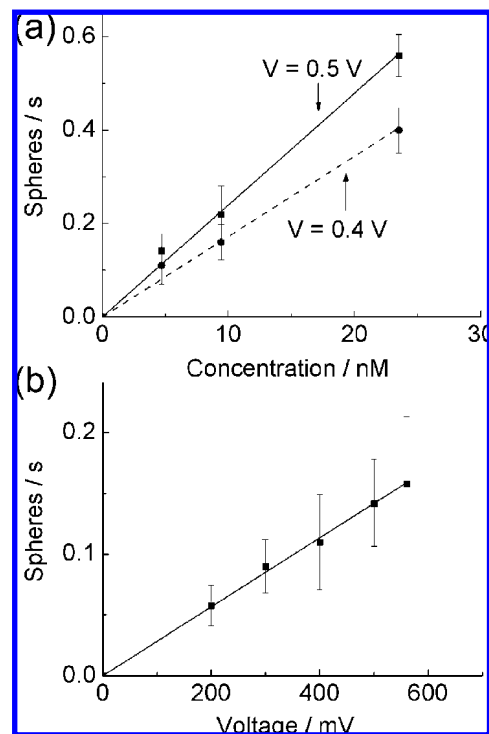 (a)
0.6
V = 0.5 V
0.4
Spheres / s
0.2
V = 0.4 V
0.0
0 10 20 30
Concentration / nM
(b)
0.2
Spheres / s
0.1
0.0
0 200 400 600
Voltage / mV